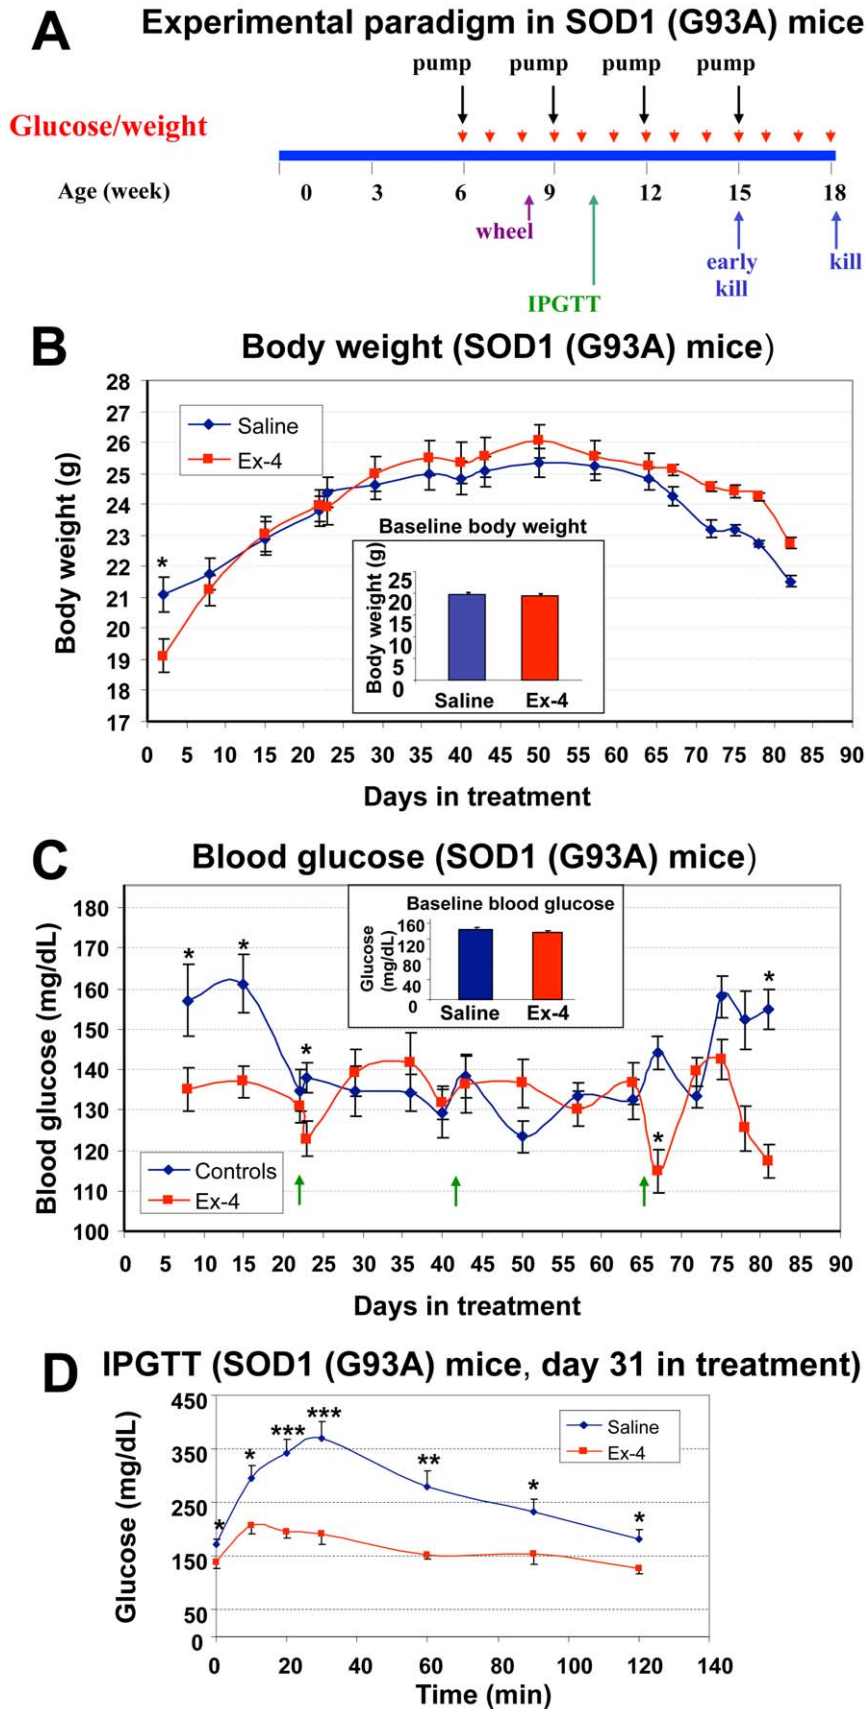 A Experimental paradigm in SOD1 (G93A) mice
pump pump pump pump
Glucose/weight
Age (week) 0 3 6 9 12 15 18
wheel
early kill
kill
IPGTT
B Body weight (SOD1 (G93A) mice)
28
27
26
25
24
23
22
21
20
19
18
17
Body weight (g)
Saline
Ex-4
*
Baseline body weight
Body weight (g)
25
20
15
10
5
0
Saline Ex-4
0 5 10 15 20 25 30 35 40 45 50 55 60 65 70 75 80 85 90
Days in treatment
C Blood glucose (SOD1 (G93A) mice)
180
170
160
150
140
130
120
110
100
Blood glucose (mg/dL)
* * * * *
Baseline blood glucose
Glucose
(mg/dL)
160
120
80
40
0
Saline Ex-4
Controls
Ex-4
0 5 10 15 20 25 30 35 40 45 50 55 60 65 70 75 80 85 90
Days in treatment
D IPGTT (SOD1 (G93A) mice, day 31 in treatment)
450
350
250
150
50
0
Glucose (mg/dL)
* * *** *** ** * *
Saline
Ex-4
0 20 40 60 80 100 120 140
Time (min)